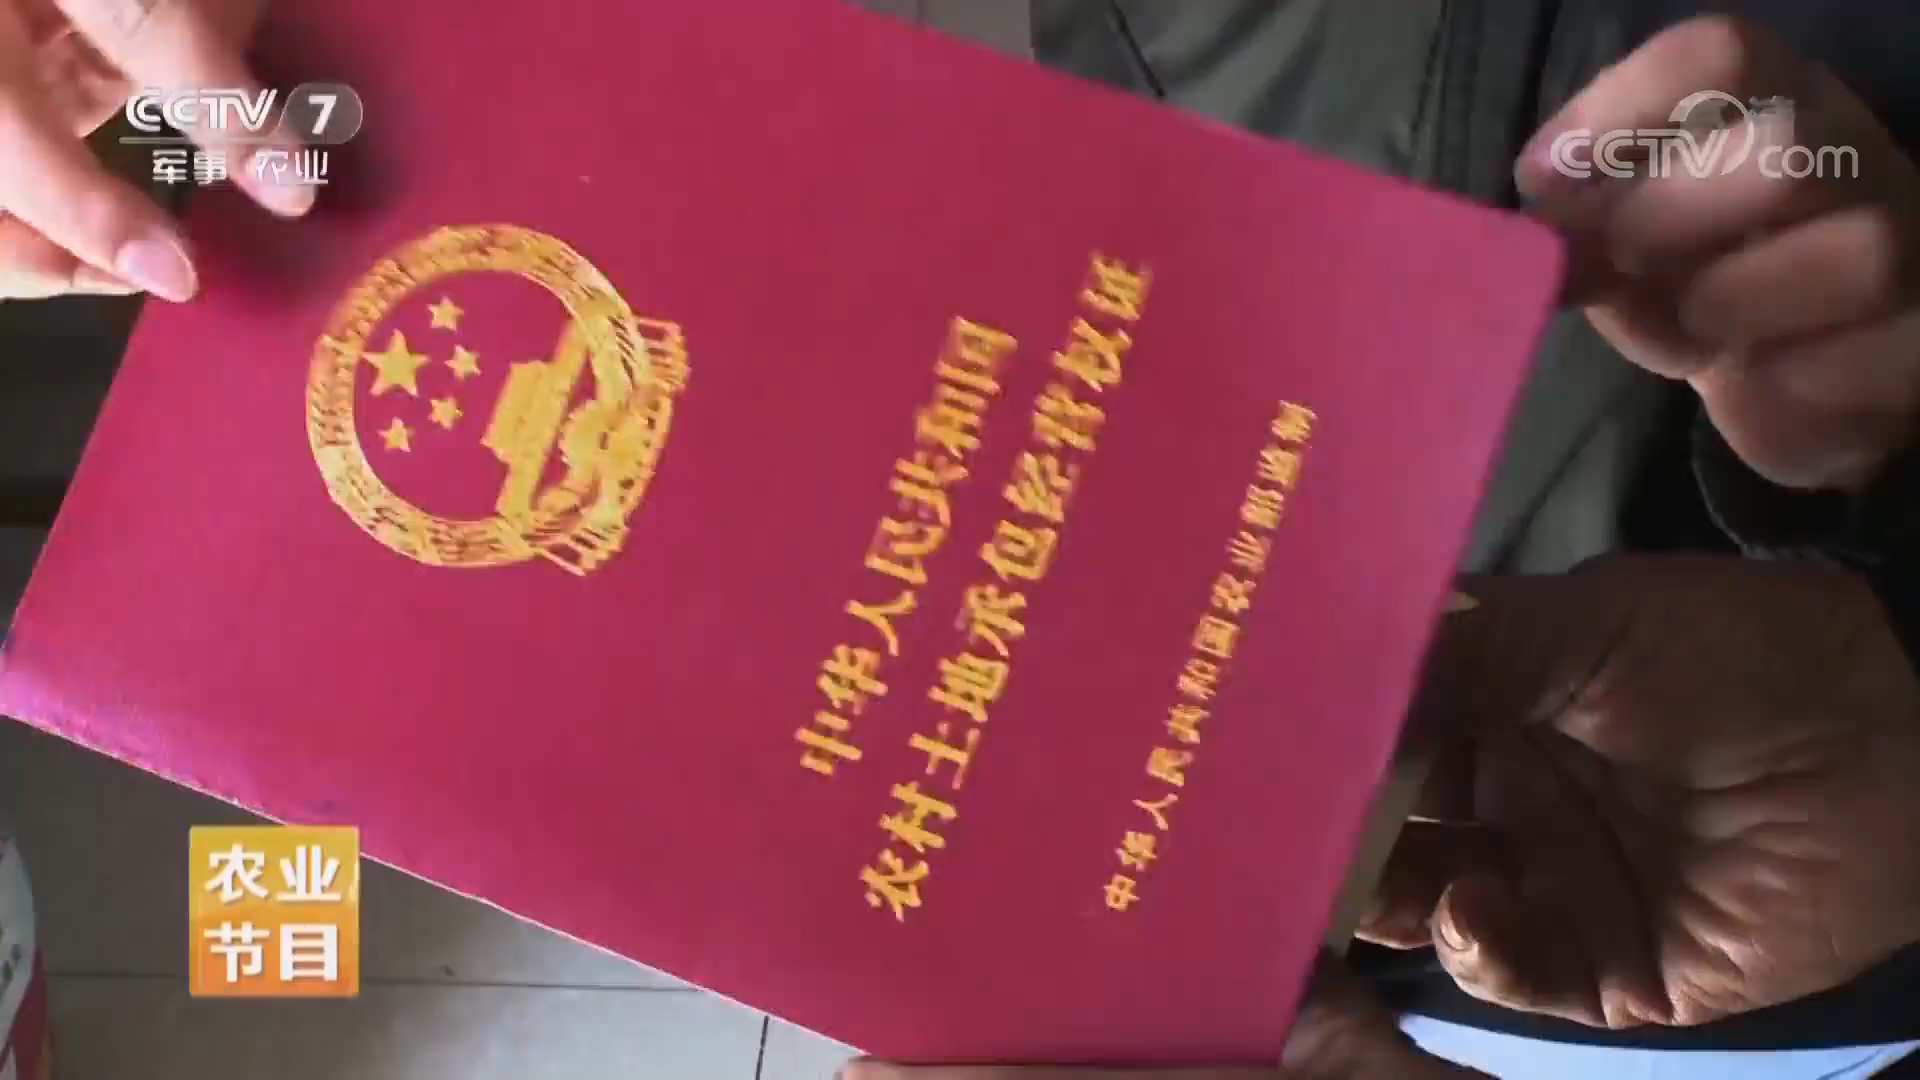 CCTV 7
军事 农业
CCTV.com
中华人民共和国
农村土地承包经营权证
中华人民共和国农业部监制
农业
节目